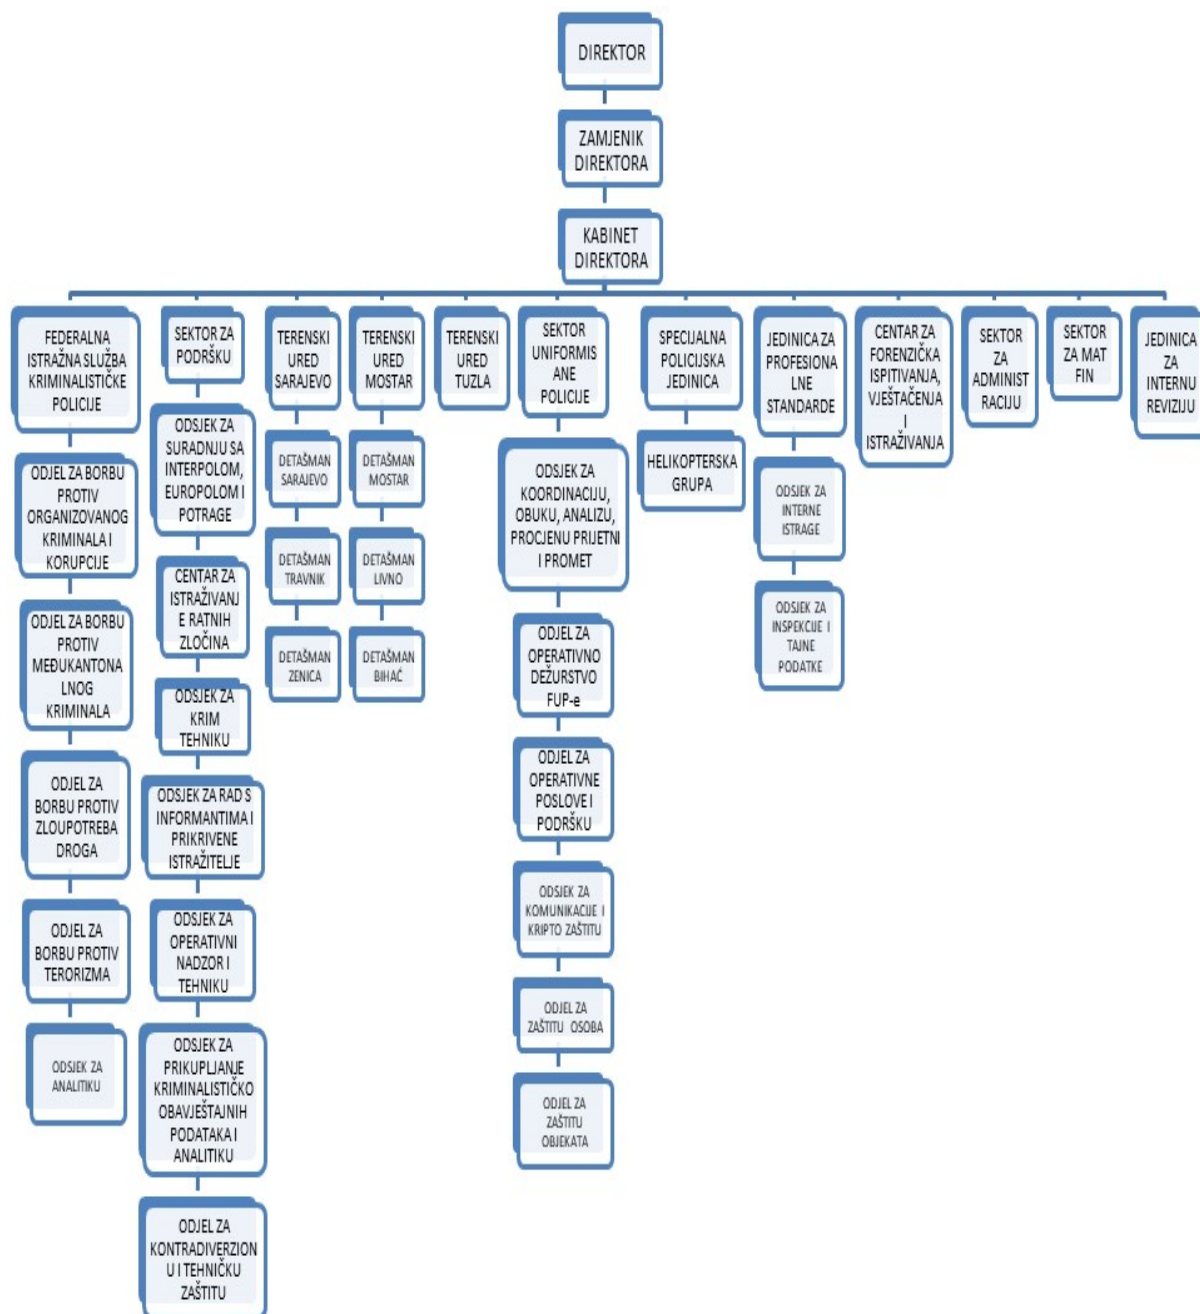 DIREKTOR
ZAMJENIK
DIREKTORA
KABINET
DIREKTORA
FEDERALNA
ISTRAŽNA SLUŽBA
KRIMINALISTIČKE
POLICIJE
ODJEL ZA BORBU
PROTIV
ORGANIZOVANOG
KRIMINALA I
KORUPCIJE
ODJEL ZA BORBU
PROTIV
MEĐUKANTONA
LNOG
KRIMINALA
ODJEL ZA
BORBU PROTIV
ZLOUPOTREBA
DROGA
ODJEL ZA
BORBU PROTIV
TERORIZMA
ODSJEK ZA
ANALITIKU
SEKTOR ZA
PODRŠKU
ODSJEK ZA
SURADNJU SA
INTERPOLOM,
EUROPOLOM I
POTRAGE
CENTAR ZA
ISTRAŽIVANJ
E RATNIH
ZLOČINA
ODSJEK ZA
KRIM
TEHNIKU
ODSJEK ZA RAD S
INFORMANTIMA I
PRIKRIVENE
ISTRAŽITELJE
ODSJEK ZA
OPERATIVNI
NADZOR I
TEHNIKU
ODSJEK ZA
PRIKUPLJANJE
KRIMINALISTIČKO
OBAVJEŠTAJNIH
PODATAKA I
ANALITIKU
ODJEL ZA
KONTRADIVERZION
U I TEHNIČKU
ZAŠTITU
TERENSKI
URED
SARAJEVO
DETAŠMAN
SARAJEVO
DETAŠMAN
TRAVNIK
DETAŠMAN
ZENICA
TERENSKI
URED
MOSTAR
DETAŠMAN
MOSTAR
DETAŠMAN
LIVNO
DETAŠMAN
BIHAĆ
TERENSKI
URED
TUZLA
SEKTOR
UNIFORMIS
ANE
POLICIJE
ODSJEK ZA
KOORDINACIJU,
OBUKU, ANALIZU,
PROCJENU PRIJETNI
I PROMET
ODJEL ZA
OPERATIVNO
DEŽURSTVO
FUP-e
ODJEL ZA
OPERATIVNE
POSLOVE I
PODRŠKU
ODSJEK ZA
KOMUNIKACIJE I
KRIPTO ZAŠTITU
ODJEL ZA
ZAŠTITU OSOBA
ODJEL ZA
ZAŠTITU
OBJEKATA
SPECIJALNA
POLICIJSKA
JEDINICA
HELIKOPTERSKA
GRUPA
JEDINICA ZA
PROFESIONA
LNE
STANDARDE
ODSJEK ZA
INTERNE
ISTRAGE
ODSJEK ZA
INSPEKCIJE I
TAJNE
PODATKE
CENTAR ZA
FORENZIČKA
ISPITIVANJA,
VJEŠTAČENJA
I
ISTRAŽIVANJA
SEKTOR
ZA
ADMINIST
RACIJU
SEKTOR
ZA MAT
FIN
JEDINICA
ZA
INTERNU
REVIZIJU